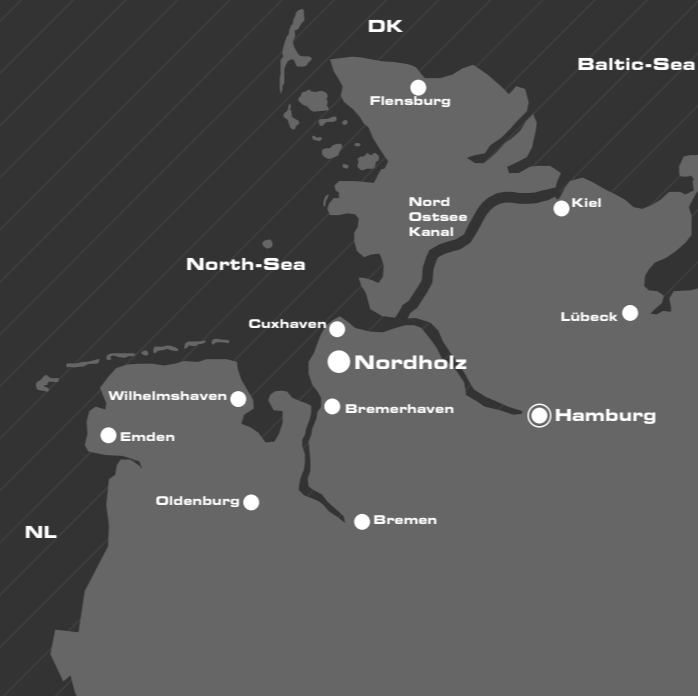 DK
Baltic-Sea
Flensburg
Nord
Ostsee
Kanal
Kiel
North-Sea
Lübeck
Cuxhaven
Nordholz
Wilhelmshaven
Bremerhaven
Hamburg
Emden
Oldenburg
Bremen
NL